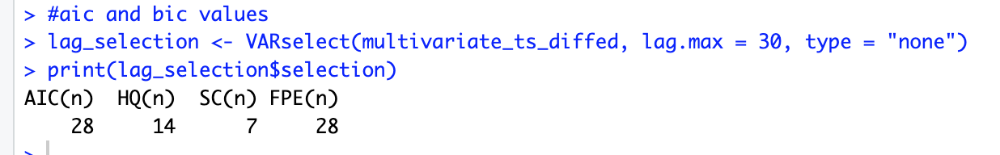 > #aic and bic values
> lag_selection <- VARselect(multivariate_ts_diffed, lag.max = 30, type = "none")
> print(lag_selection$selection)
AIC(n)  HQ(n)  SC(n) FPE(n)
    28     14      7     28
>